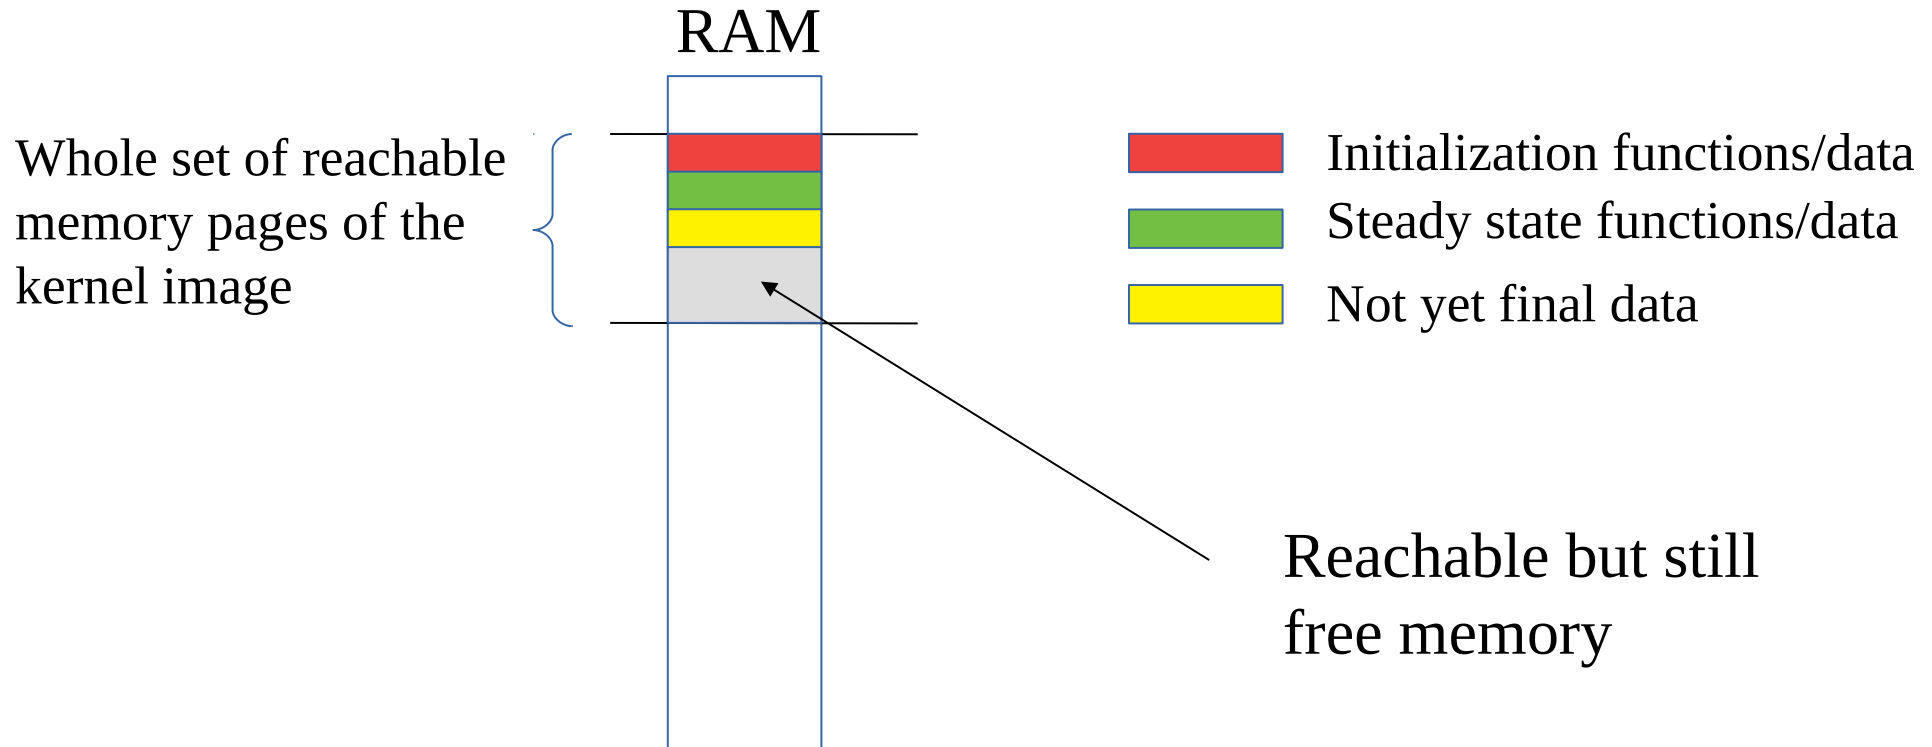 RAM
Whole set of reachable
memory pages of the
kernel image
Initialization functions/data
Steady state functions/data
Not yet final data
Reachable but still
free memory